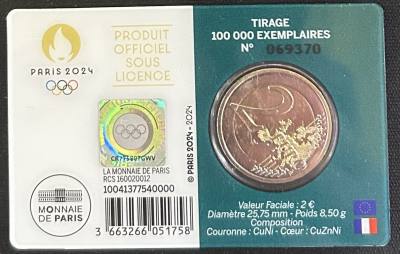 PARIS 2024
PRODUIT
OFFICIEL
SOUS
LICENCE
TIRAGE
100 000 EXEMPLAIRES
N° 069370
LA MONNAIE DE PARIS
RCS 160020012
10041377540000
MONNAIE
DE PARIS
3 663266 051758
© PARIS 2024 - 2024
2
Valeur Faciale : 2 €
Diamètre 25,75 mm - Poids 8,50 g
Composition
Couronne : CuNi - Cœur : CuZnNi